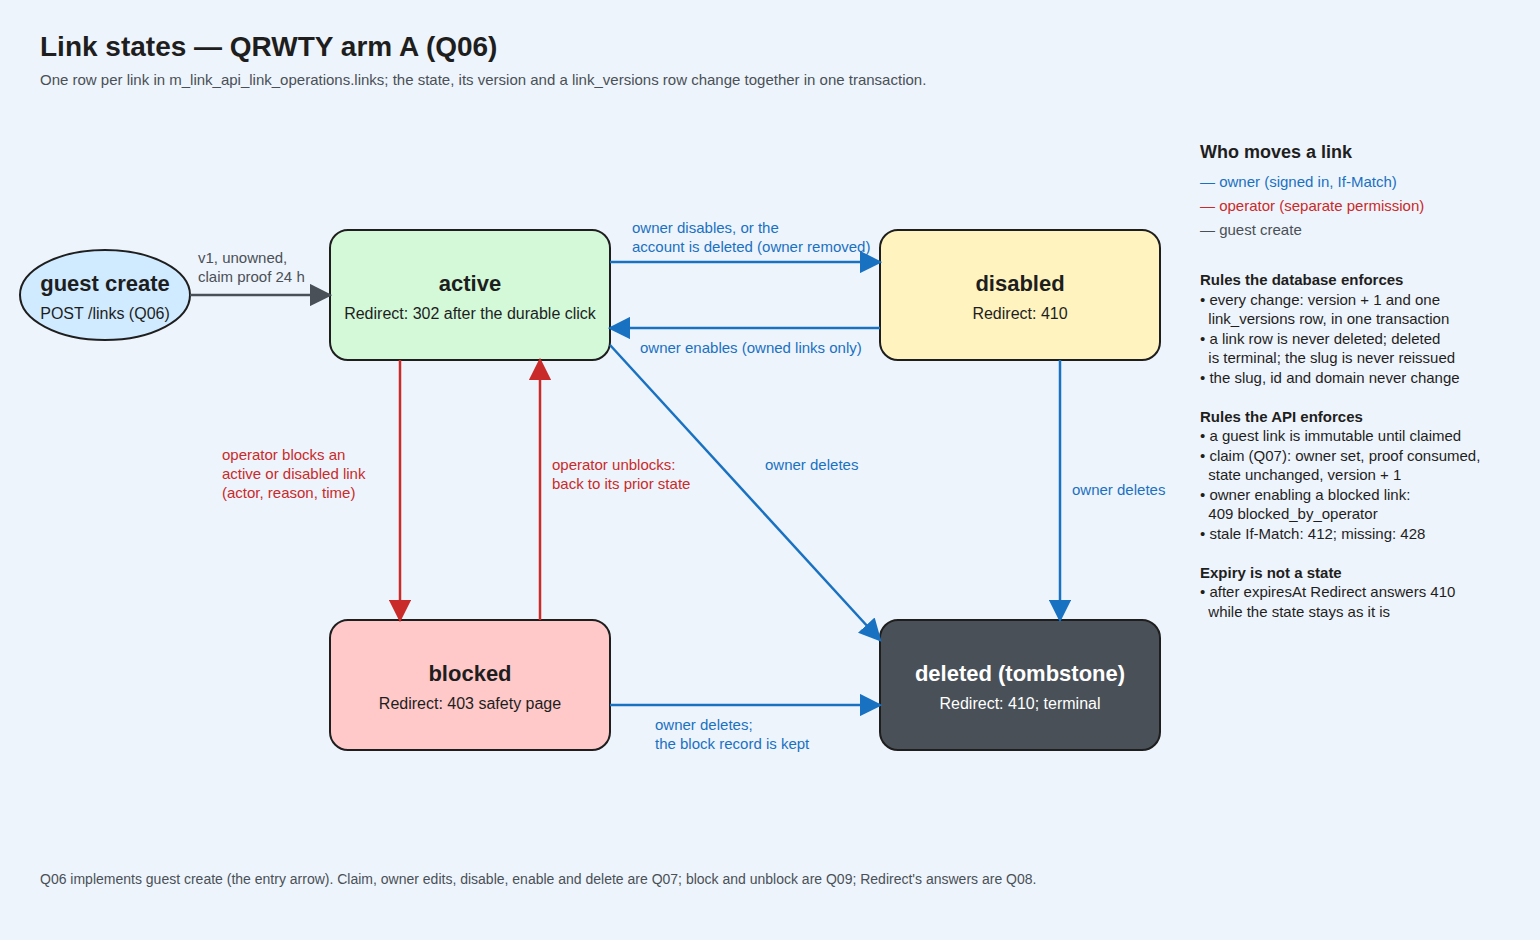 Link states — QRWTY arm A (Q06)
One row per link in m_link_api_link_operations.links; the state, its version and a link_versions row change together in one transaction.
guest create
POST /links (Q06)
v1, unowned,
claim proof 24 h
active
Redirect: 302 after the durable click
owner disables, or the
account is deleted (owner removed)
owner enables (owned links only)
disabled
Redirect: 410
operator blocks an
active or disabled link
(actor, reason, time)
operator unblocks:
back to its prior state
owner deletes
owner deletes
blocked
Redirect: 403 safety page
owner deletes;
the block record is kept
deleted (tombstone)
Redirect: 410; terminal
Who moves a link
— owner (signed in, If-Match)
— operator (separate permission)
— guest create
Rules the database enforces
• every change: version + 1 and one
link_versions row, in one transaction
• a link row is never deleted; deleted
is terminal; the slug is never reissued
• the slug, id and domain never change
Rules the API enforces
• a guest link is immutable until claimed
• claim (Q07): owner set, proof consumed,
state unchanged, version + 1
• owner enabling a blocked link:
409 blocked_by_operator
• stale If-Match: 412; missing: 428
Expiry is not a state
• after expiresAt Redirect answers 410
while the state stays as it is
Q06 implements guest create (the entry arrow). Claim, owner edits, disable, enable and delete are Q07; block and unblock are Q09; Redirect's answers are Q08.